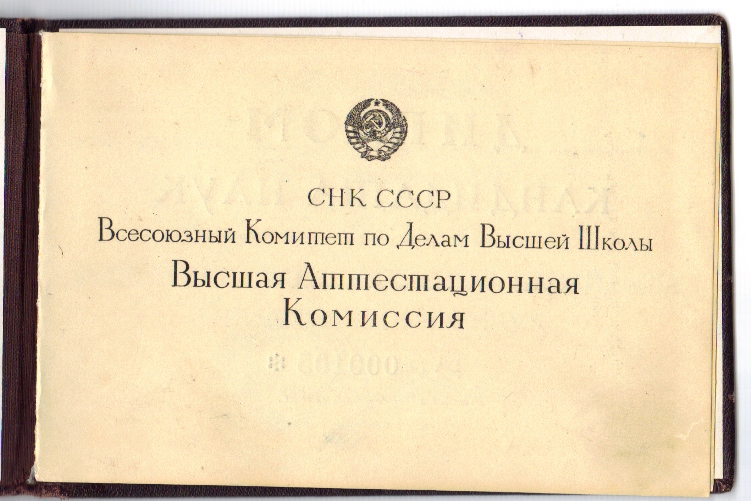 СНК СССР
Всесоюзный Комитет по Делам Высшей Школы
Высшая Аттестационная
Комиссия